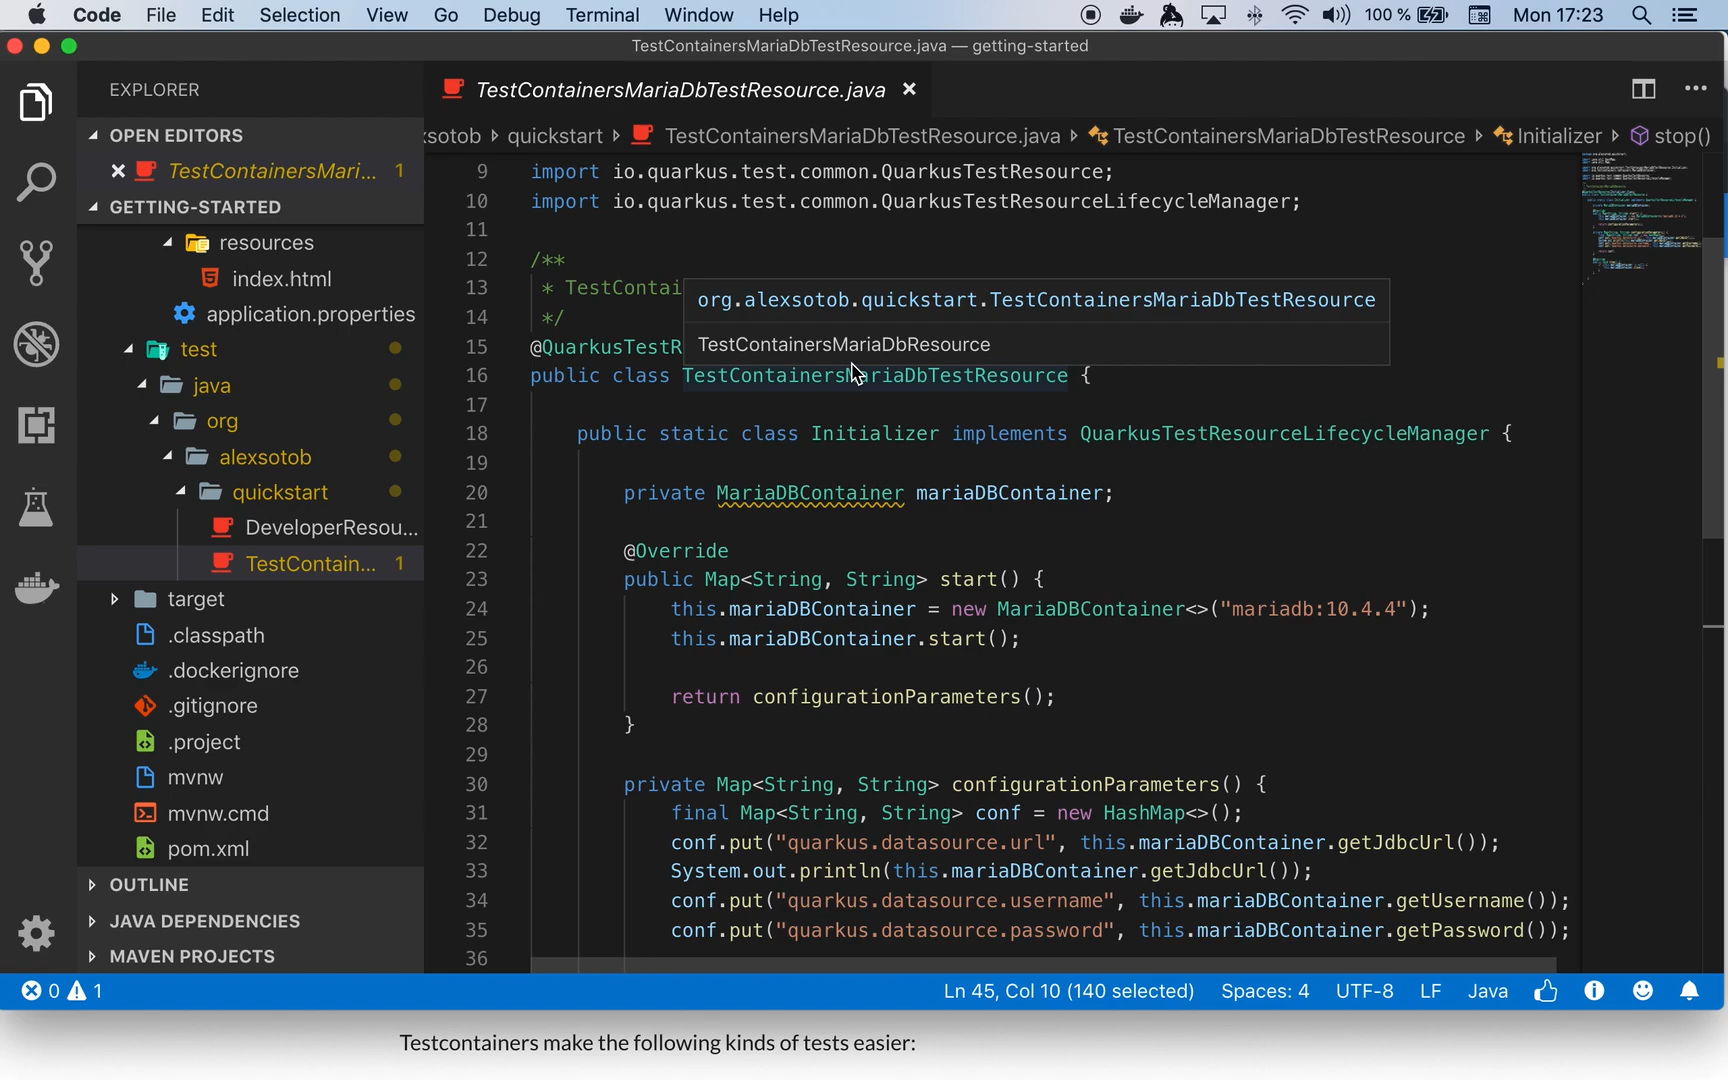 Code File Edit Selection View Go Debug Terminal Window Help 100 % Mon 17:23
TestContainersMariaDbTestResource.java — getting-started
EXPLORER
OPEN EDITORS
TestContainersMari... 1
GETTING-STARTED
resources
index.html
application.properties
test
java
org
alexsotob
quickstart
DeveloperResou...
TestContain... 1
target
.classpath
.dockerignore
.gitignore
.project
mvnw
mvnw.cmd
pom.xml
OUTLINE
JAVA DEPENDENCIES
MAVEN PROJECTS
TestContainersMariaDbTestResource.java
xsotob quickstart TestContainersMariaDbTestResource.java TestContainersMariaDbTestResource Initializer stop()
9 import io.quarkus.test.common.QuarkusTestResource;
10 import io.quarkus.test.common.QuarkusTestResourceLifecycleManager;
11
12 /**
13 * TestContai
14 */
15 @QuarkusTestR
org.alexsotob.quickstart.TestContainersMariaDbTestResource
TestContainersMariaDbResource
16 public class TestContainersMariaDbTestResource {
17
18 public static class Initializer implements QuarkusTestResourceLifecycleManager {
19
20 private MariaDBContainer mariaDBContainer;
21
22 @Override
23 public Map<String, String> start() {
24 this.mariaDBContainer = new MariaDBContainer<>("mariadb:10.4.4");
25 this.mariaDBContainer.start();
26
27 return configurationParameters();
28 }
29
30 private Map<String, String> configurationParameters() {
31 final Map<String, String> conf = new HashMap<>();
32 conf.put("quarkus.datasource.url", this.mariaDBContainer.getJdbcUrl());
33 System.out.println(this.mariaDBContainer.getJdbcUrl());
34 conf.put("quarkus.datasource.username", this.mariaDBContainer.getUsername());
35 conf.put("quarkus.datasource.password", this.mariaDBContainer.getPassword());
36
0 1 Ln 45, Col 10 (140 selected) Spaces: 4 UTF-8 LF Java
Testcontainers make the following kinds of tests easier: